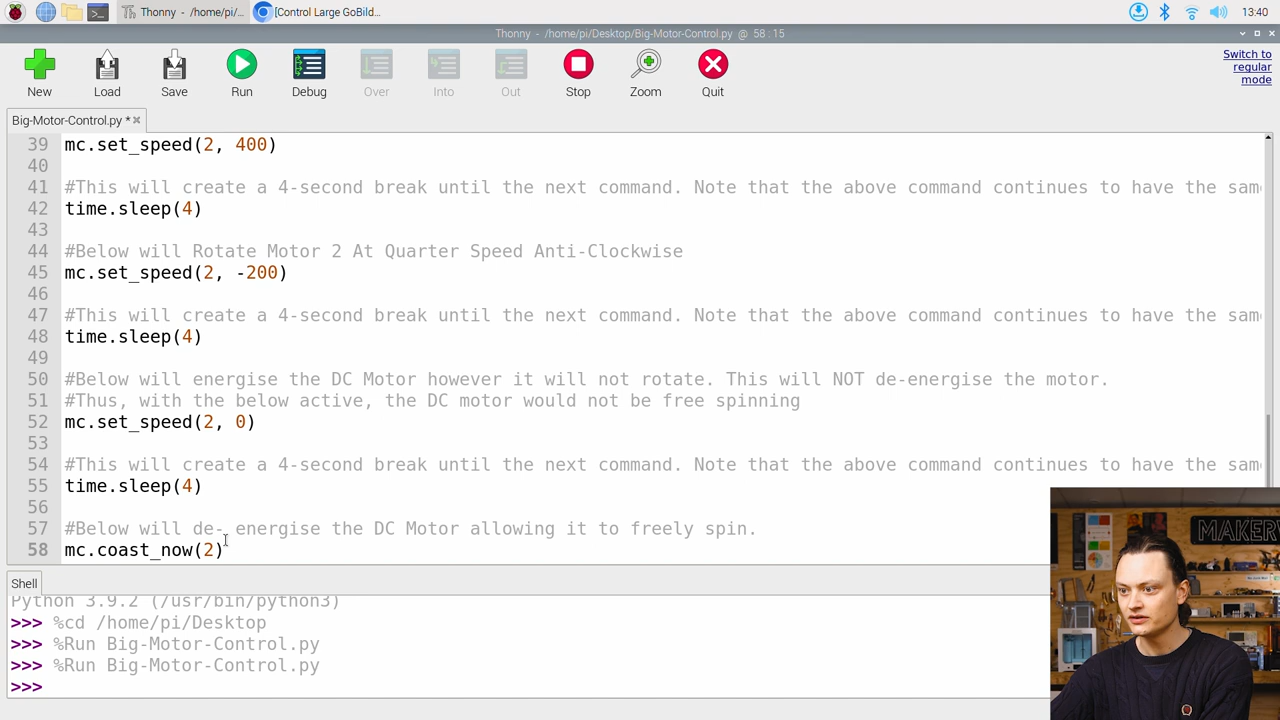 Thonny - /home/pi/...
[Control Large GoBild...
13:40
Thonny - /home/pi/Desktop/Big-Motor-Control.py @ 58:15
New
Load
Save
Run
Debug
Over
Into
Out
Stop
Zoom
Quit
Switch to
regular
mode
Big-Motor-Control.py *
39 mc.set_speed(2, 400)
40
41 #This will create a 4-second break until the next command. Note that the above command continues to have the sam
42 time.sleep(4)
43
44 #Below will Rotate Motor 2 At Quarter Speed Anti-Clockwise
45 mc.set_speed(2, -200)
46
47 #This will create a 4-second break until the next command. Note that the above command continues to have the sam
48 time.sleep(4)
49
50 #Below will energise the DC Motor however it will not rotate. This will NOT de-energise the motor.
51 #Thus, with the below active, the DC motor would not be free spinning
52 mc.set_speed(2, 0)
53
54 #This will create a 4-second break until the next command. Note that the above command continues to have the sam
55 time.sleep(4)
56
57 #Below will de- energise the DC Motor allowing it to freely spin.
58 mc.coast_now(2)
Shell
Python 3.9.2 (/usr/bin/python3)
>>> %cd /home/pi/Desktop
>>> %Run Big-Motor-Control.py
>>> %Run Big-Motor-Control.py
>>>
MAKERV